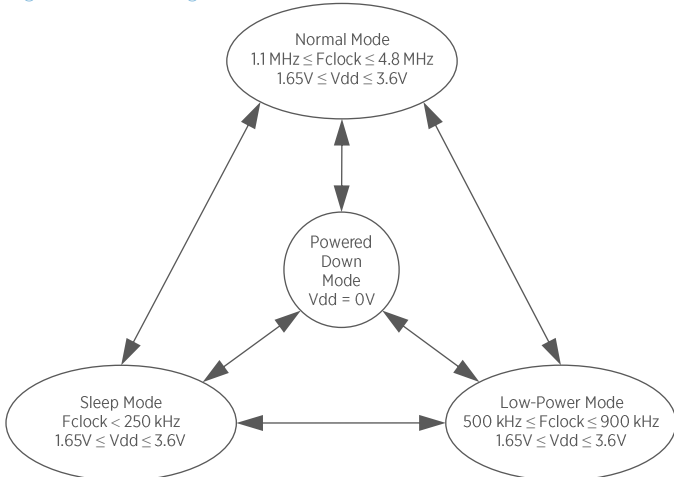 Normal Mode
1.1 MHz ≤ Fclock ≤ 4.8 MHz
1.65V ≤ Vdd ≤ 3.6V
Powered
Down
Mode
Vdd = 0V
Sleep Mode
Fclock < 250 kHz
1.65V ≤ Vdd ≤ 3.6V
Low-Power Mode
500 kHz ≤ Fclock ≤ 900 kHz
1.65V ≤ Vdd ≤ 3.6V